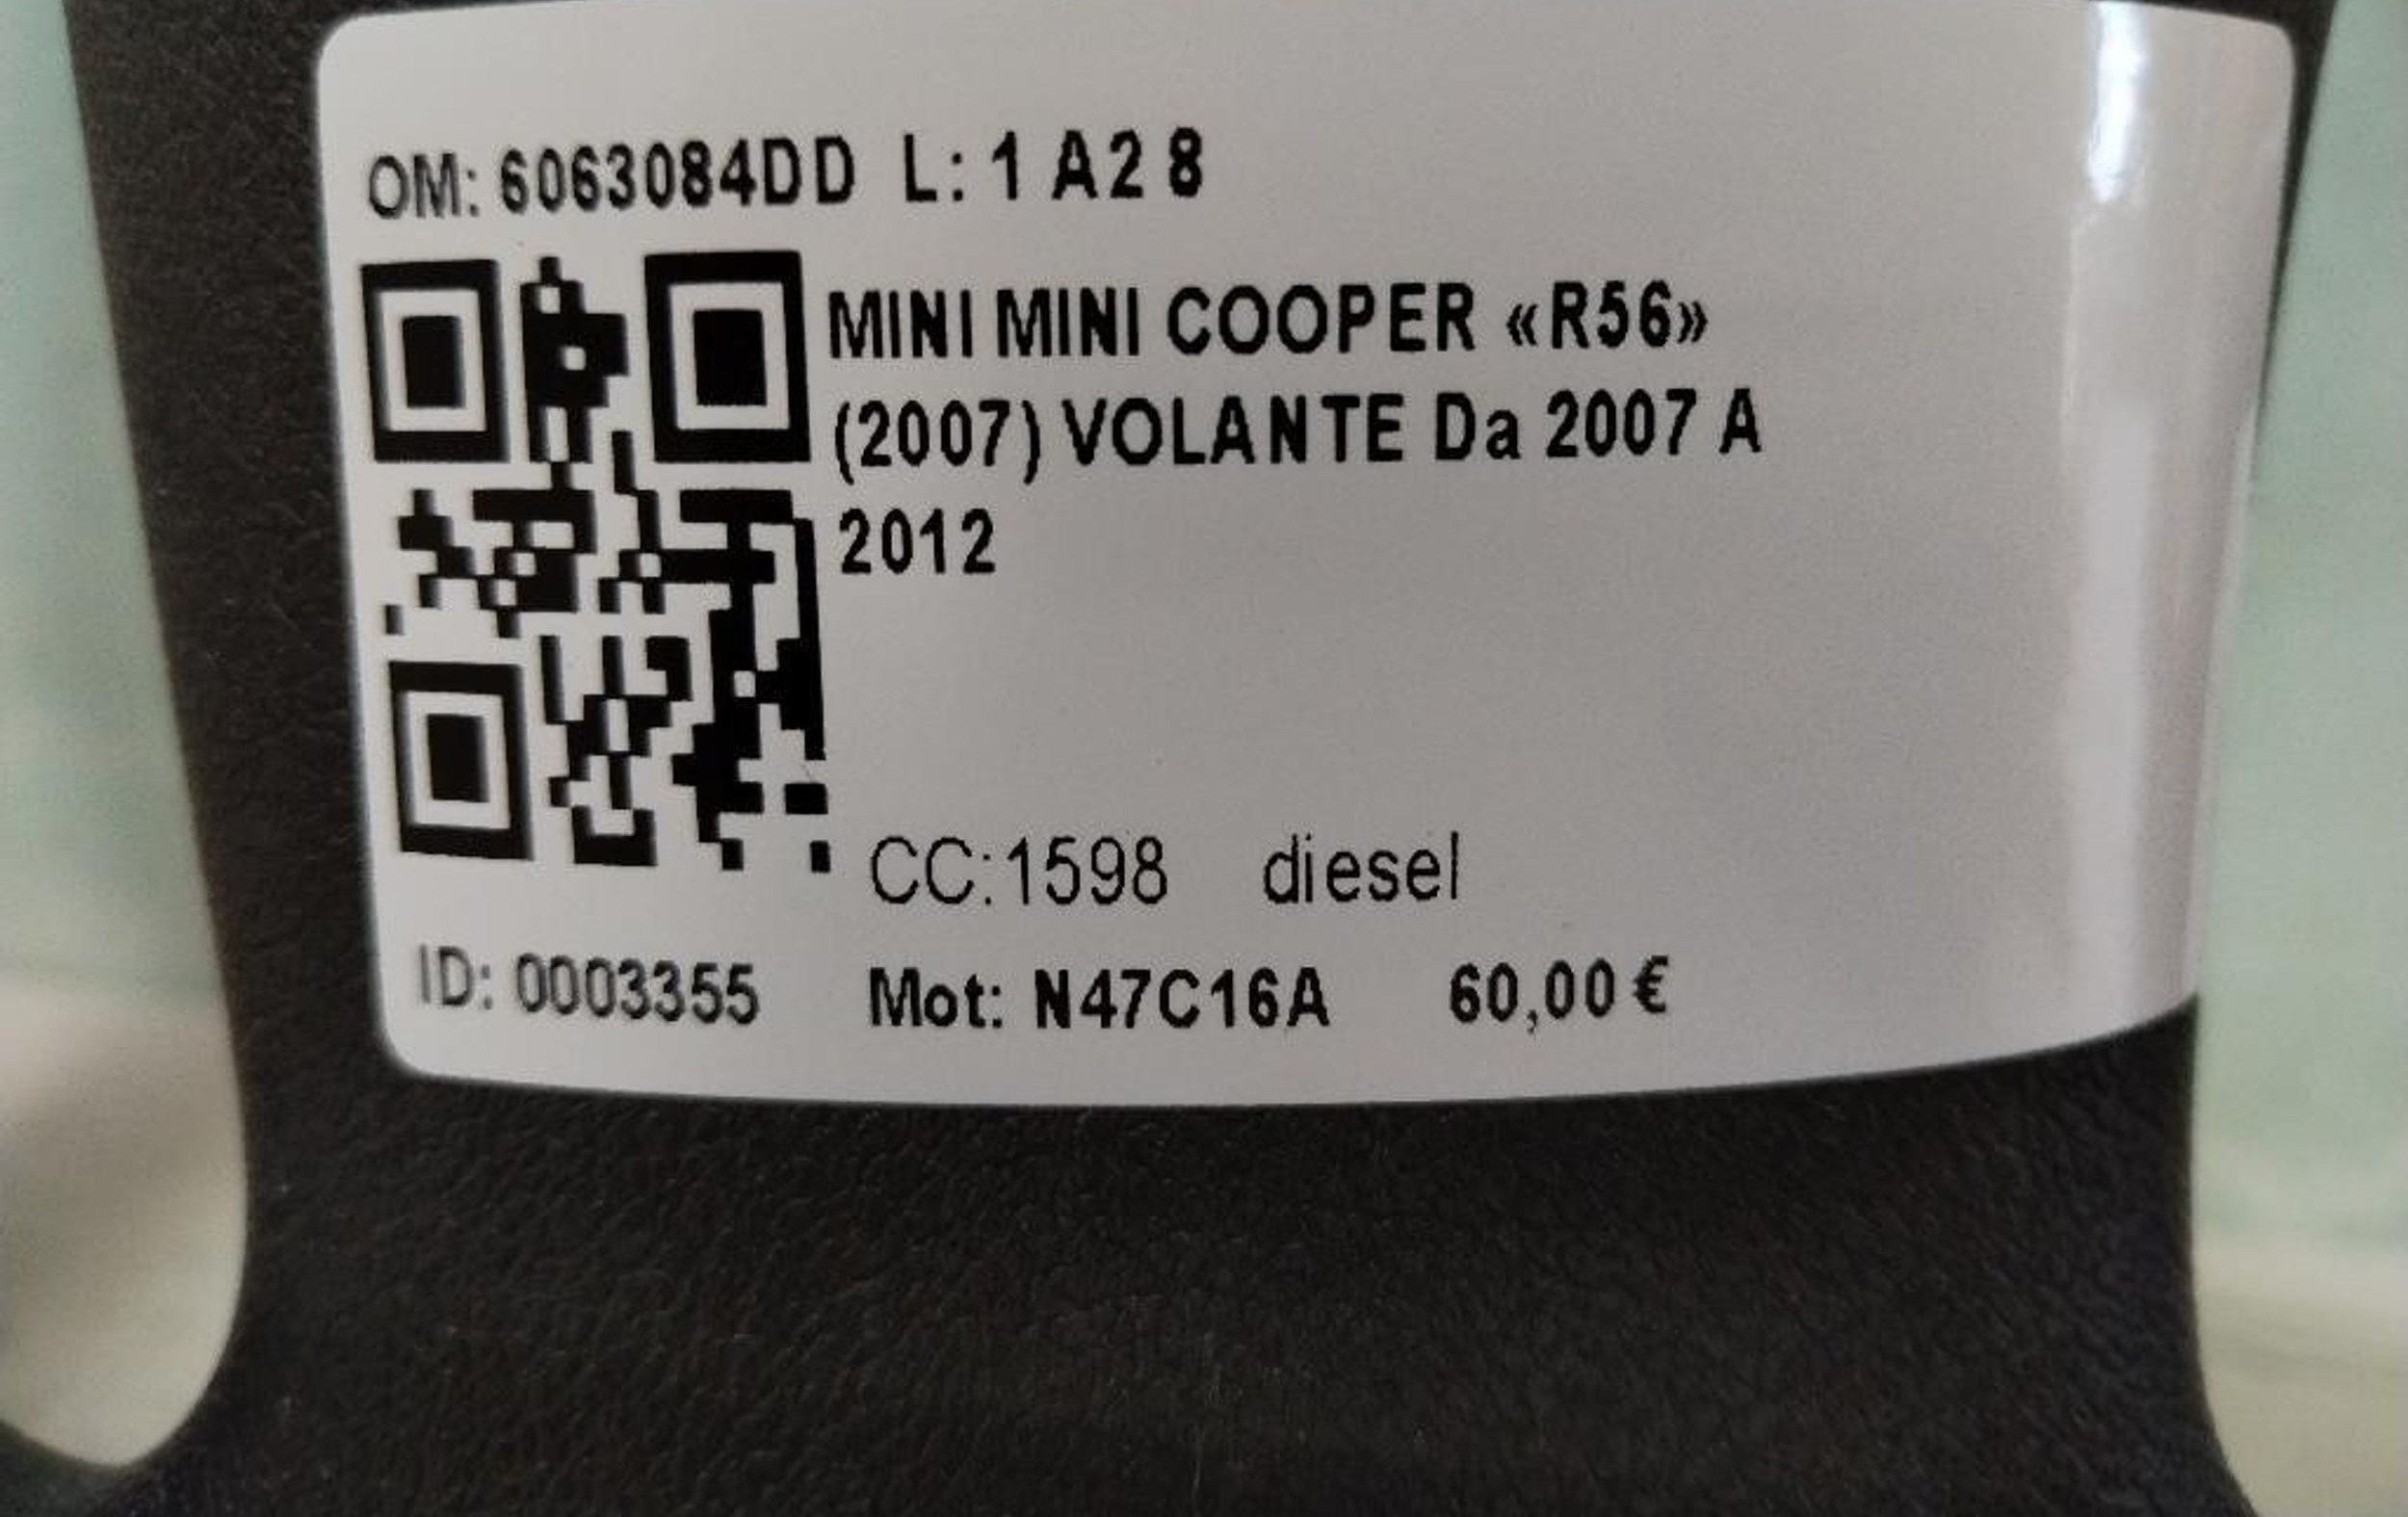 OM: 6063084DD L: 1 A2 8
MINI MINI COOPER «R56»
(2007) VOLANTE Da 2007 A
2012
CC:1598 diesel
ID: 0003355 Mot: N47C16A 60,00 €